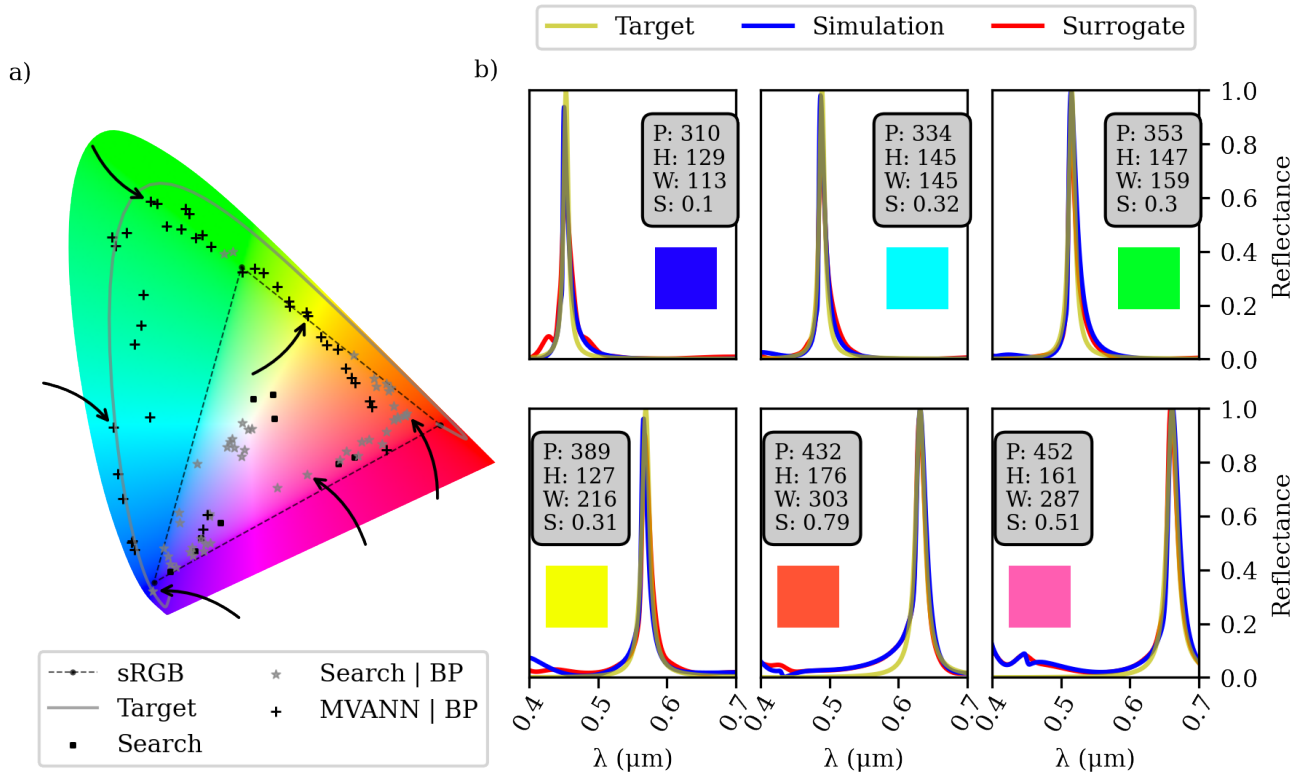 Target Simulation Surrogate
a)
b)
P: 310
H: 129
W: 113
S: 0.1
P: 334
H: 145
W: 145
S: 0.32
P: 353
H: 147
W: 159
S: 0.3
1.0
0.8
0.6
0.4
0.2
0.0
Reflectance
P: 389
H: 127
W: 216
S: 0.31
P: 432
H: 176
W: 303
S: 0.79
P: 452
H: 161
W: 287
S: 0.51
1.0
0.8
0.6
0.4
0.2
0.0
Reflectance
0.4 0.5 0.6 0.7
λ (μm)
0.4 0.5 0.6 0.7
λ (μm)
0.4 0.5 0.6 0.7
λ (μm)
sRGB
Target
Search
Search | BP
MVANN | BP